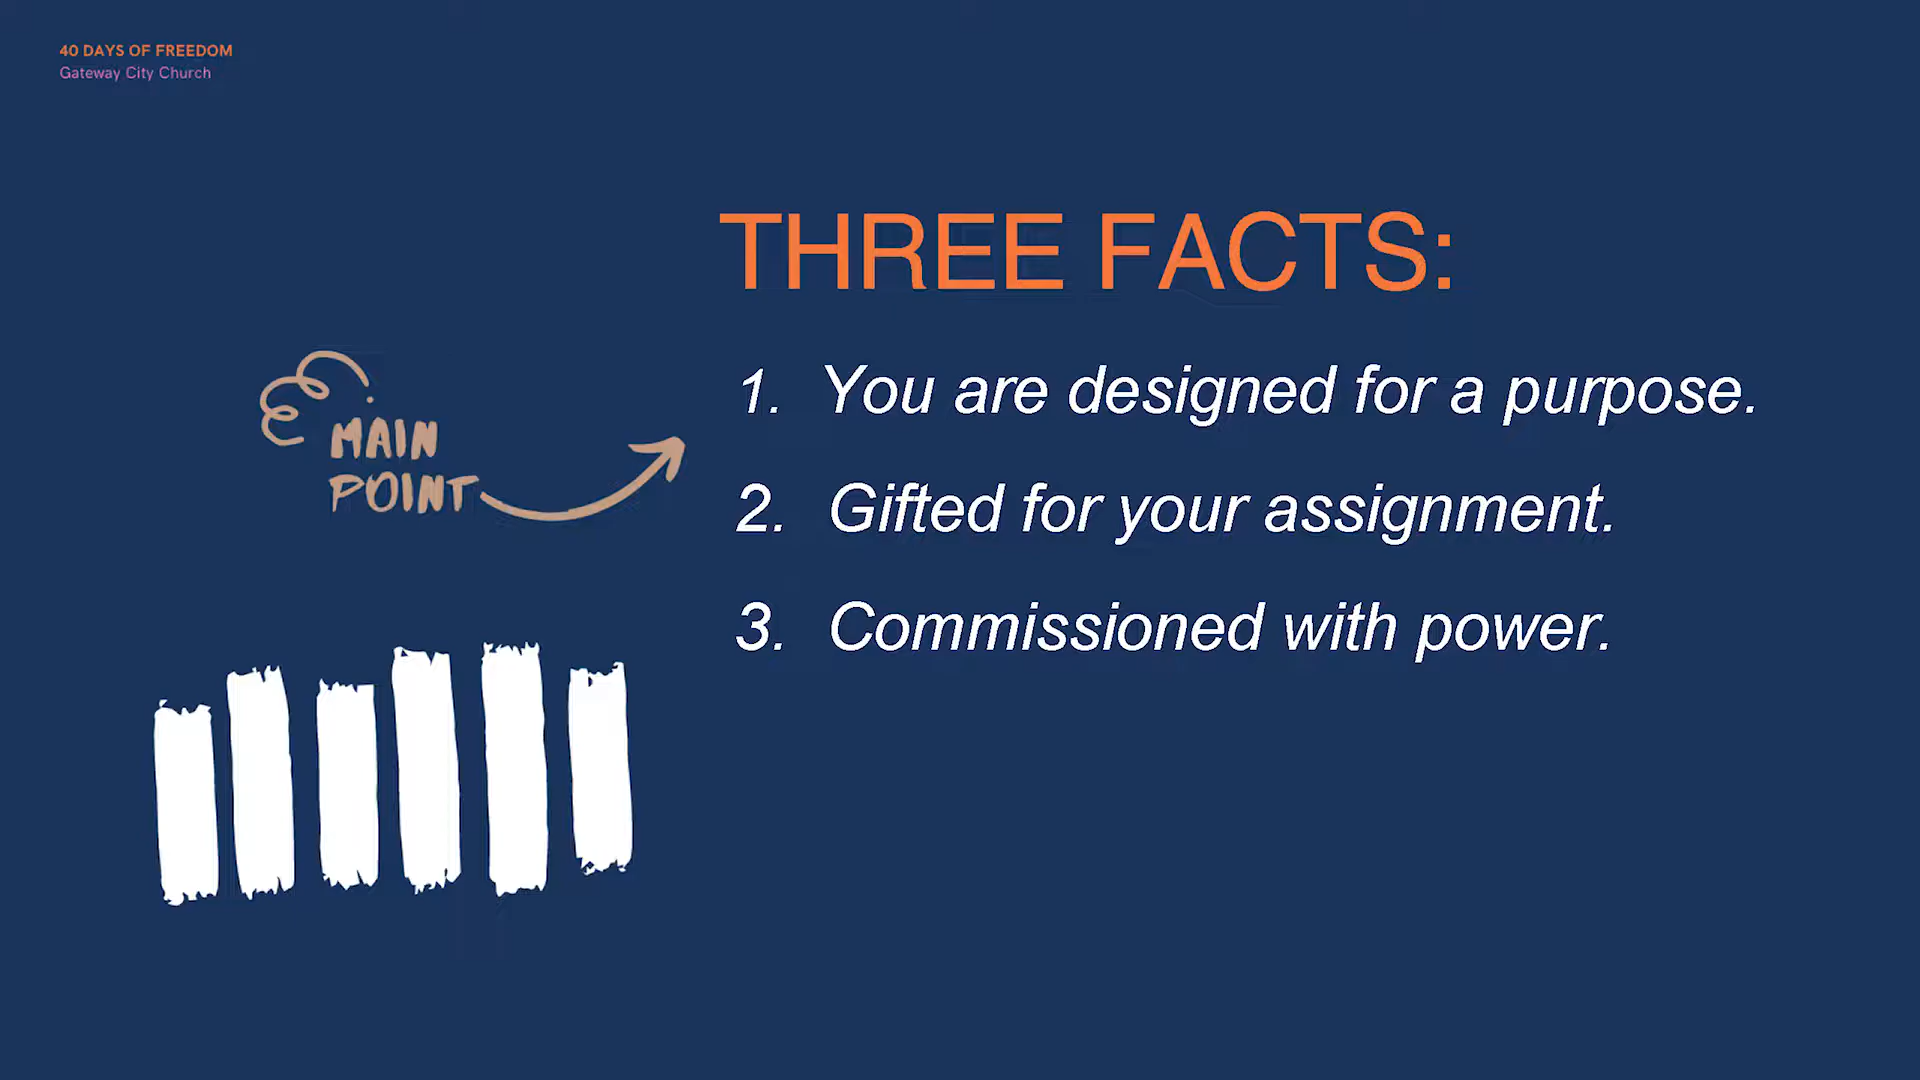 40 DAYS OF FREEDOM
Gateway City Church
THREE FACTS:
MAIN
POINT
1. You are designed for a purpose.
2. Gifted for your assignment.
3. Commissioned with power.